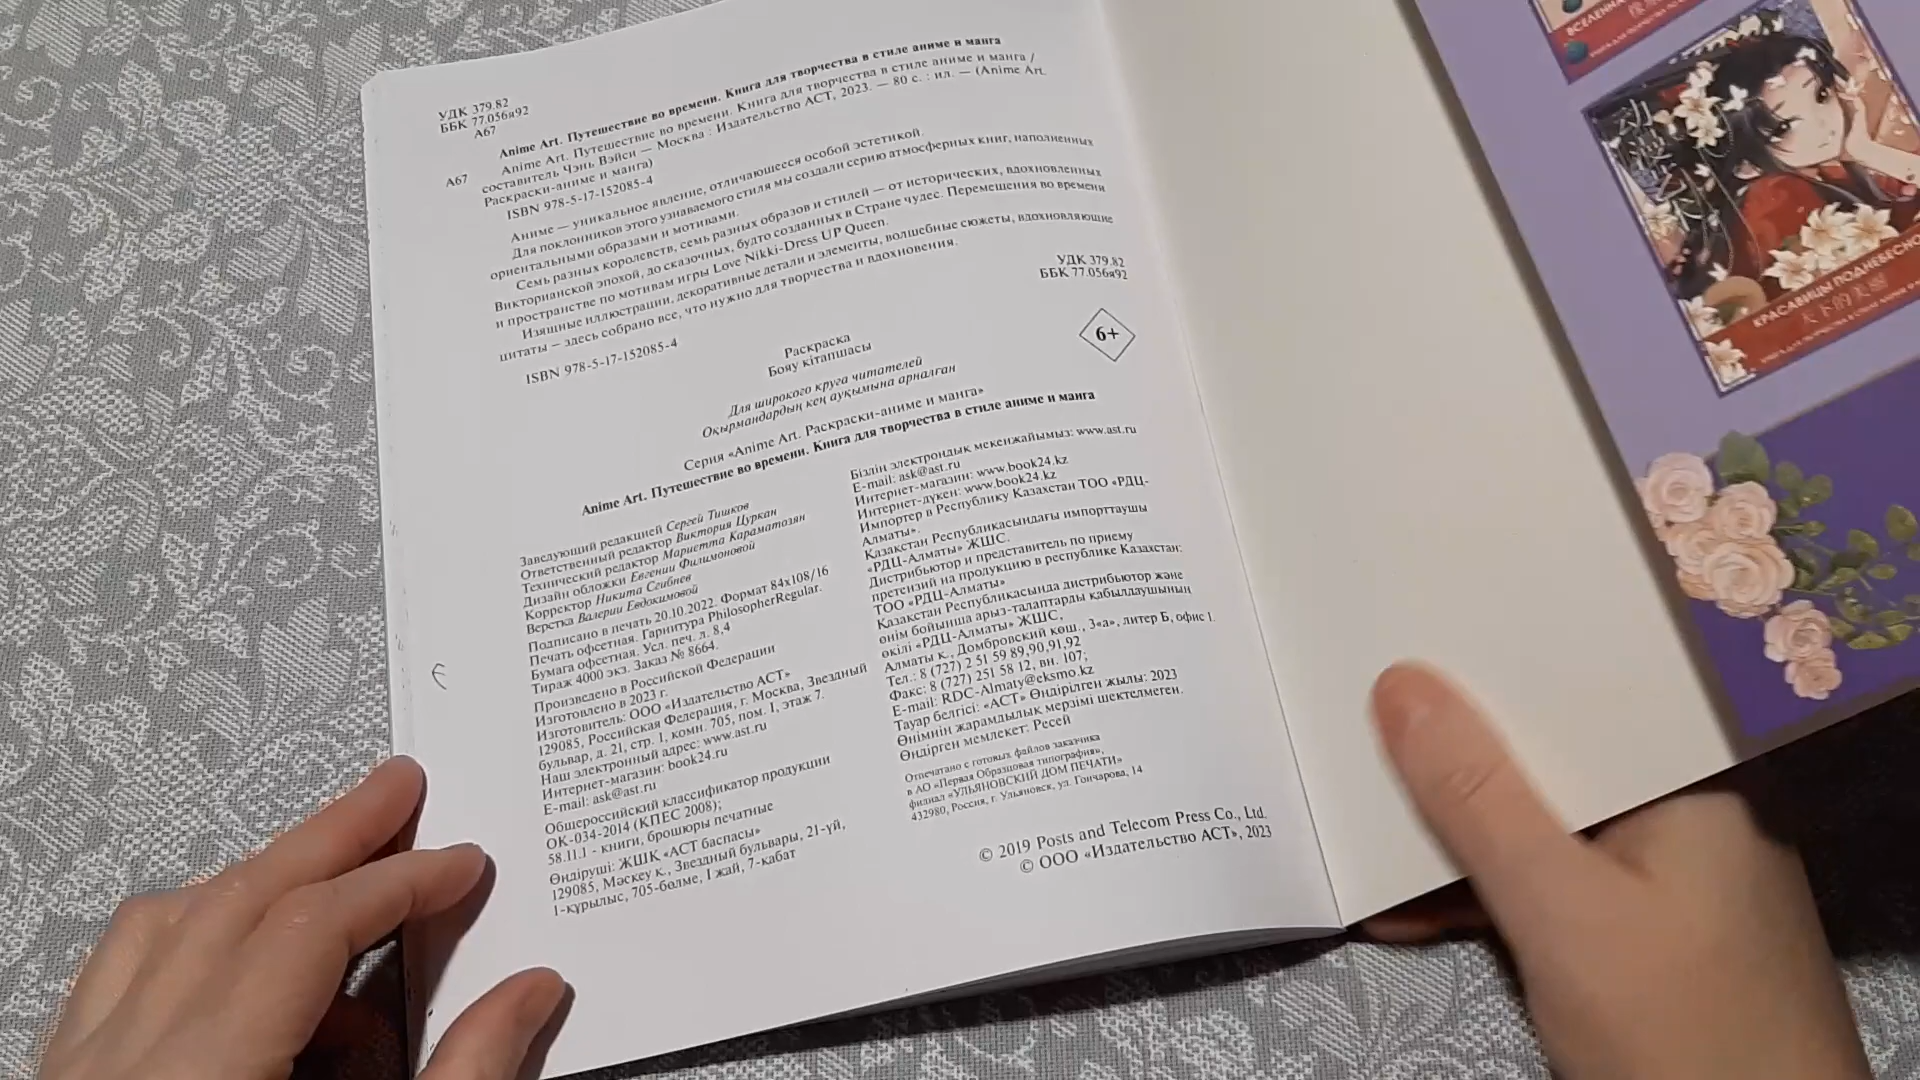 УДК 379.82
ББК 77.056я92
А67
Anime Art. Путешествие во времени. Книга для творчества в стиле аниме и манга
А67
Anime Art. Путешествие во времени. Книга для творчества в стиле аниме и манга /
составитель Чэнь Вэйси — Москва : Издательство АСТ, 2023. — 80 с. : ил. — (Anime Art.
Раскраски-аниме и манга)
ISBN 978-5-17-152085-4
Аниме — уникальное явление, отличающееся особой эстетикой.
Для поклонников этого узнаваемого стиля мы создали серию атмосферных книг, наполненных
ориентальными образами и мотивами.
Семь разных королевств, семь разных образов и стилей — от исторических, вдохновленных
Викторианской эпохой, до сказочных, будто созданных в Стране чудес. Перемещения во времени
и пространстве по мотивам игры Love Nikki-Dress UP Queen.
Изящные иллюстрации, декоративные детали и элементы, волшебные сюжеты, вдохновляющие
цитаты — здесь собрано все, что нужно для творчества и вдохновения.
УДК 379.82
ББК 77.056я92
ISBN 978-5-17-152085-4
6+
Раскраска
Бояу кітапшасы
Для широкого круга читателей
Оқырмандардың кең ауқымына арналған
Серия «Anime Art. Раскраски-аниме и манга»
Anime Art. Путешествие во времени. Книга для творчества в стиле аниме и манга
Заведующий редакцией Сергей Тишков
Ответственный редактор Виктория Цуркан
Технический редактор Мариетта Караматозян
Дизайн обложки Евгении Филимоновой
Корректор Никита Сгибнев
Верстка Валерии Евдокимовой
Подписано в печать 20.10.2022. Формат 84x108/16
Печать офсетная. Гарнитура PhilosopherRegular.
Бумага офсетная. Усл. печ. л. 8,4
Тираж 4000 экз. Заказ № 8664.
Произведено в Российской Федерации
Изготовлено в 2023 г.
Изготовитель: ООО «Издательство АСТ»
129085, Российская Федерация, г. Москва, Звездный
бульвар, д. 21, стр. 1, комн. 705, пом. I, этаж 7.
Наш электронный адрес: www.ast.ru
Интернет-магазин: book24.ru
E-mail: ask@ast.ru
Общероссийский классификатор продукции
ОК-034-2014 (КПЕС 2008);
58.11.1 - книги, брошюры печатные
Өндіруші: ЖШҚ «АСТ баспасы»
129085, Мәскеу қ., Звездный бульвары, 21-үй,
1-құрылыс, 705-бөлме, I жай, 7-қабат
Біздің электрондық мекенжайымыз: www.ast.ru
E-mail: ask@ast.ru
Интернет-магазин: www.book24.kz
Интернет-дүкен: www.book24.kz
Импортер в Республику Казахстан ТОО «РДЦ-
Алматы».
Қазақстан Республикасындағы импорттаушы
«РДЦ-Алматы» ЖШС.
Дистрибьютор и представитель по приему
претензий на продукцию в республике Казахстан:
ТОО «РДЦ-Алматы»
Қазақстан Республикасында дистрибьютор және
өнім бойынша арыз-талаптарды қабылдаушының
өкілі «РДЦ-Алматы» ЖШС,
Алматы қ., Домбровский көш., 3«а», литер Б, офис 1.
Тел.: 8 (727) 2 51 59 89,90,91,92
Факс: 8 (727) 251 58 12, вн. 107;
E-mail: RDC-Almaty@eksmo.kz
Тауар белгісі: «АСТ» Өндірілген жылы: 2023
Өнімнің жарамдылық мерзімі шектелмеген.
Өндірген мемлекет: Ресей
Отпечатано с готовых файлов заказчика
в АО «Первая Образцовая типография»,
филиал «УЛЬЯНОВСКИЙ ДОМ ПЕЧАТИ»
432980, Россия, г. Ульяновск, ул. Гончарова, 14
© 2019 Posts and Telecom Press Co., Ltd.
© ООО «Издательство АСТ», 2023
КРАСАВИЦЫ ПОДНЕБЕСНО